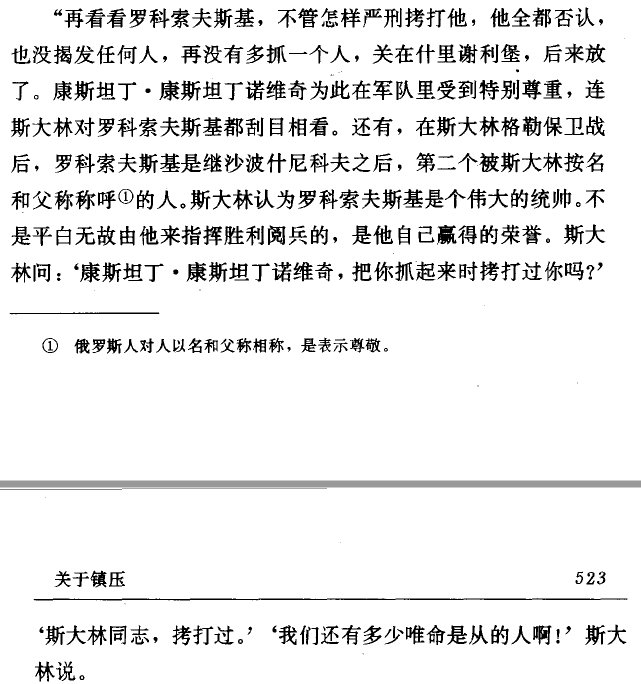 “再看看罗科索夫斯基，不管怎样严刑拷打他，他全都否认，
也没揭发任何人，再没有多抓一个人，关在什里谢利堡，后来放
了。康斯坦丁·康斯坦丁诺维奇为此在军队里受到特别尊重，连
斯大林对罗科索夫斯基都刮目相看。还有，在斯大林格勒保卫战
后，罗科索夫斯基是继沙波什尼科夫之后，第二个被斯大林按名
和父称称呼①的人。斯大林认为罗科索夫斯基是个伟大的统帅。不
是平白无故由他来指挥胜利阅兵的，是他自己赢得的荣誉。斯大
林问：‘康斯坦丁·康斯坦丁诺维奇，把你抓起来时拷打过你吗？’
① 俄罗斯人对人以名和父称相称，是表示尊敬。
关于镇压 523
‘斯大林同志，拷打过。’‘我们还有多少唯命是从的人啊！’斯大
林说。